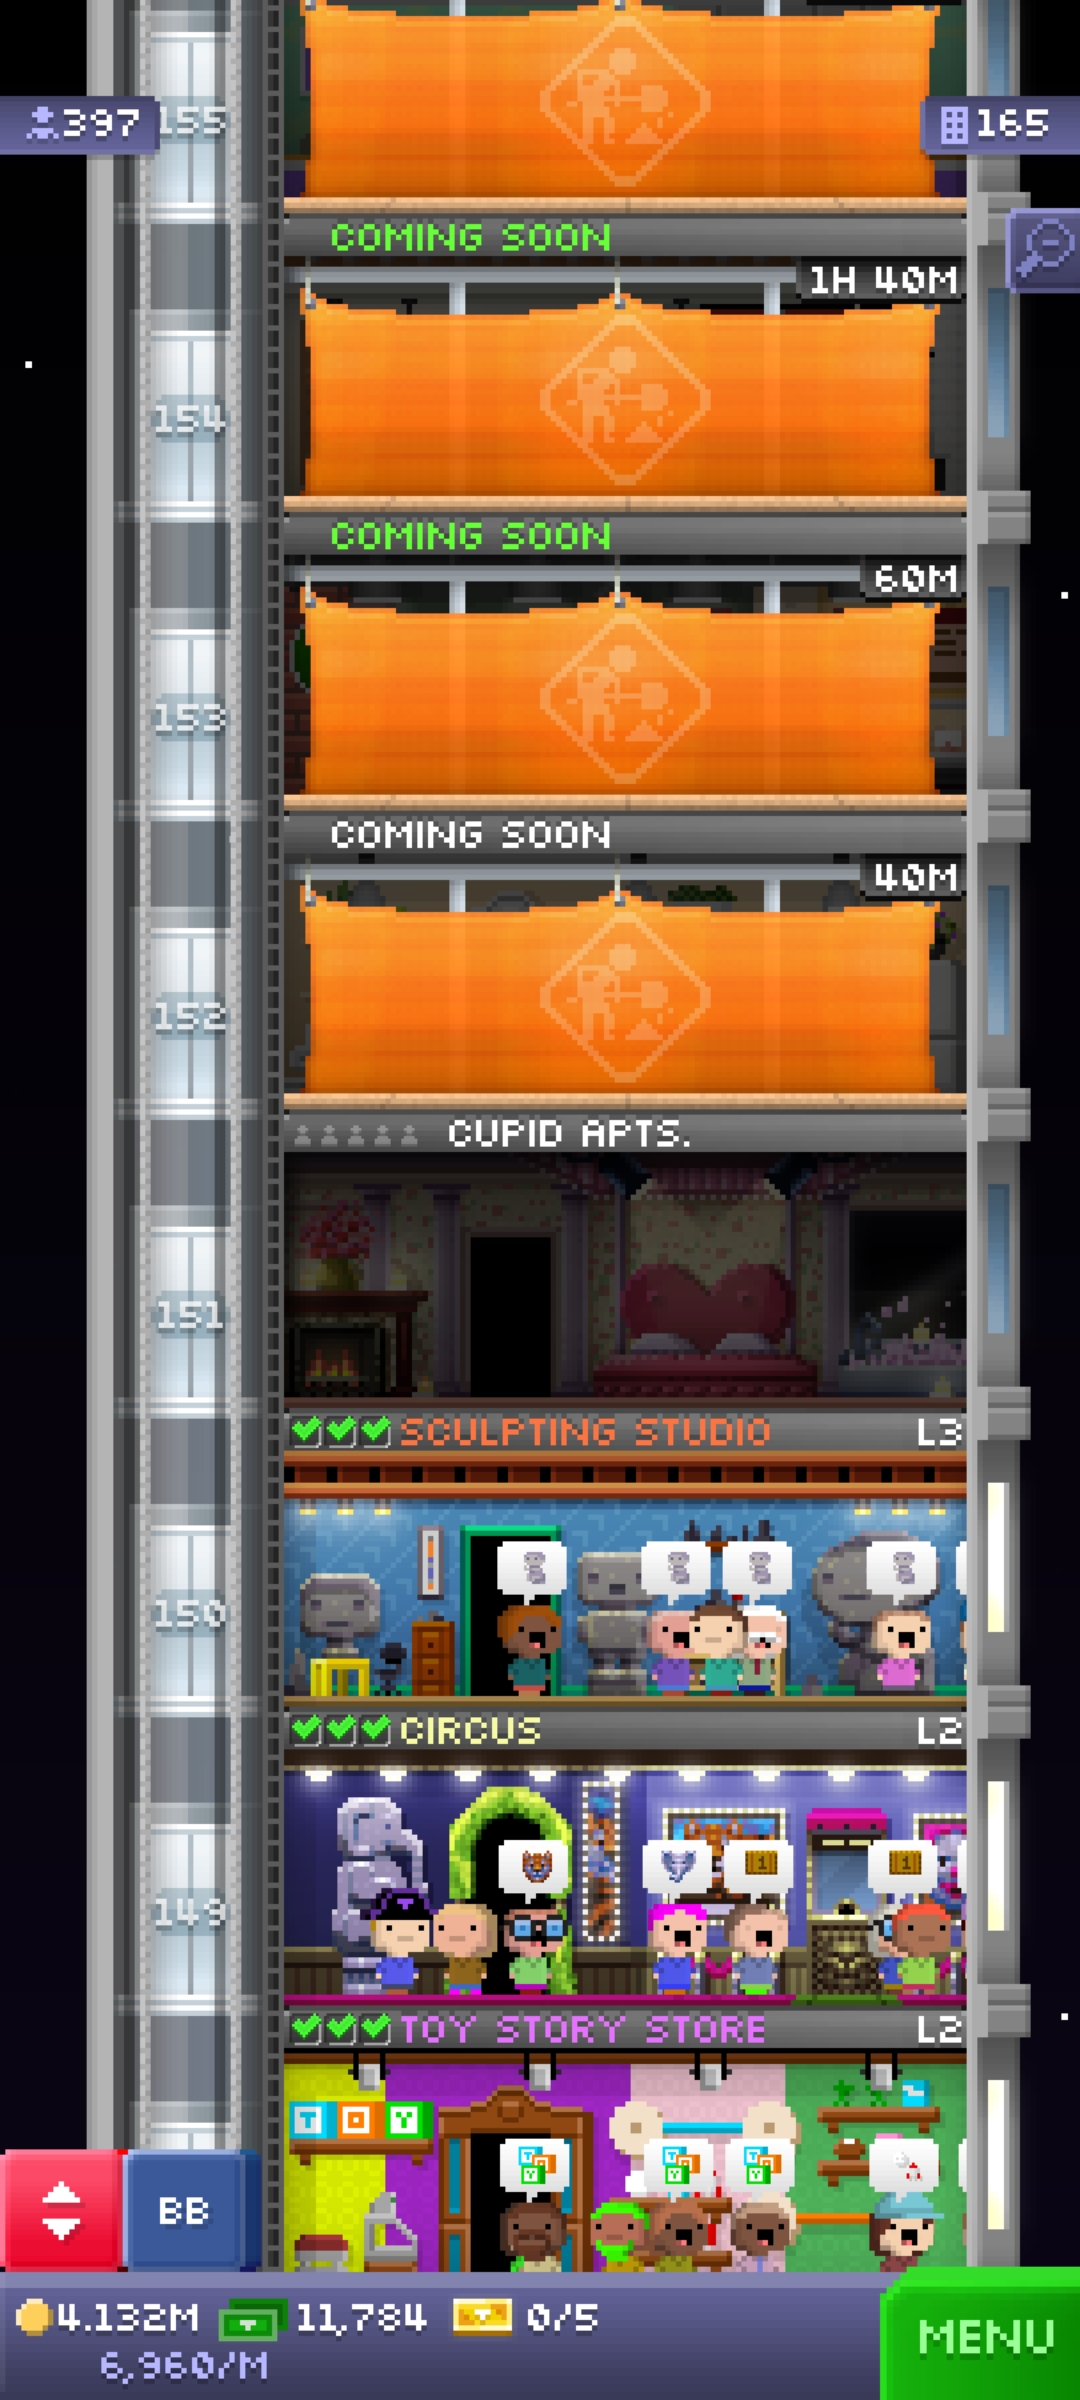 155
397
165
COMING SOON
1H 40M
154
COMING SOON
60M
153
COMING SOON
40M
152
CUPID APTS.
151
SCULPTING STUDIO L3
150
CIRCUS L2
1 1
149
TOY STORY STORE L2
T O Y
BB
4.132M 11,784 0/5
6,960/M
MENU